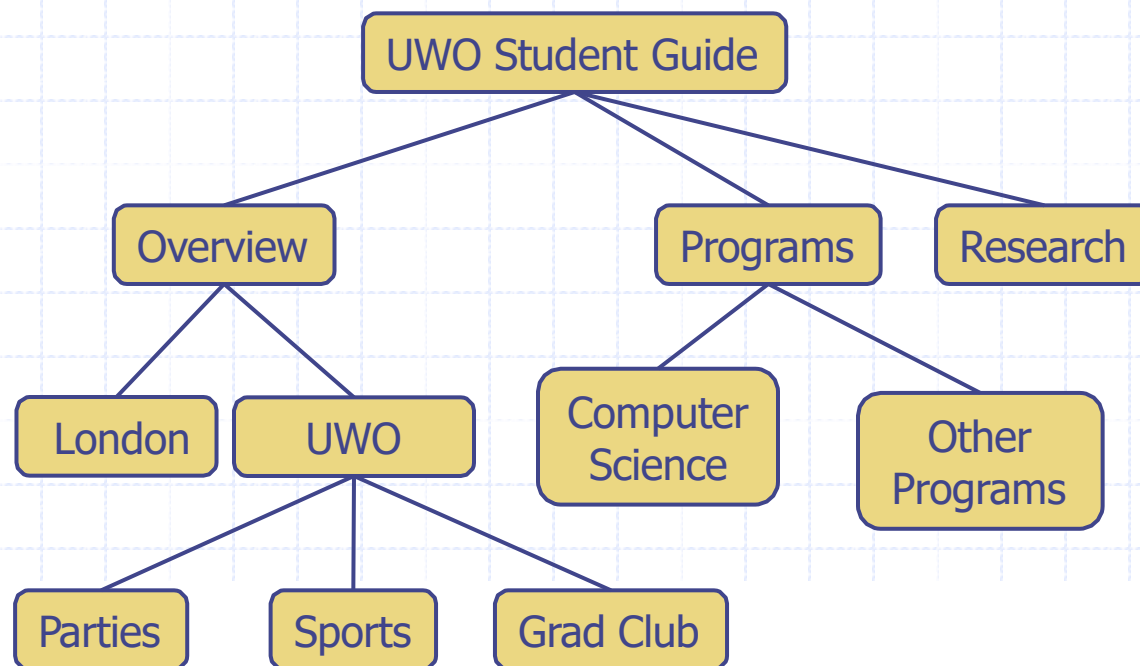 UWO Student Guide
Overview
Programs
Research
London
UWO
Computer
Science
Other
Programs
Parties
Sports
Grad Club